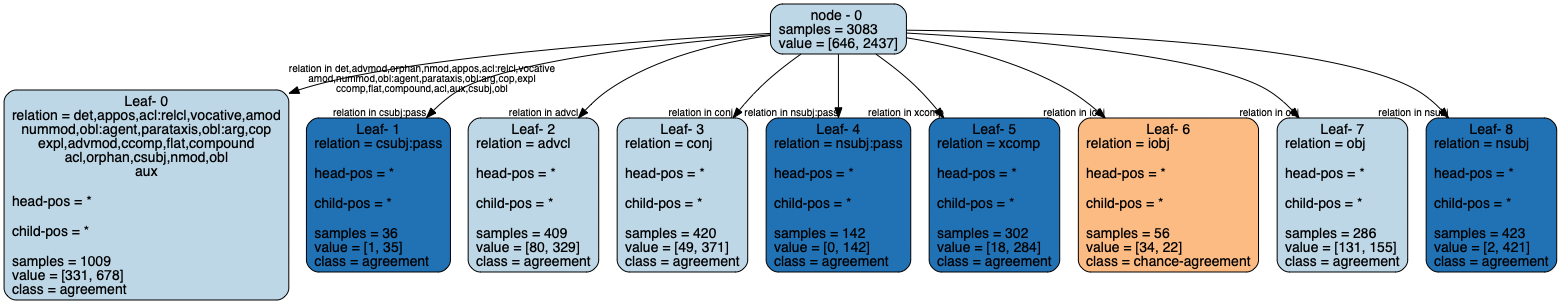 node - 0
samples = 3083
value = [646, 2437]
relation in det,advmod,orphan,nmod,appos,acl:relcl,vocative
amod,nummod,obl:agent,parataxis,obl:arg,cop,expl
ccomp,flat,compound,acl,aux,csubj,obl
relation in csubj:pass
relation in advcl
relation in conj
relation in nsubj:pass
relation in xcomp
relation in iobj
relation in obj
relation in nsubj
Leaf- 0
relation = det,appos,acl:relcl,vocative,amod
nummod,obl:agent,parataxis,obl:arg,cop
expl,advmod,ccomp,flat,compound
acl,orphan,csubj,nmod,obl
aux
head-pos = *
child-pos = *
samples = 1009
value = [331, 678]
class = agreement
Leaf- 1
relation = csubj:pass
head-pos = *
child-pos = *
samples = 36
value = [1, 35]
class = agreement
Leaf- 2
relation = advcl
head-pos = *
child-pos = *
samples = 409
value = [80, 329]
class = agreement
Leaf- 3
relation = conj
head-pos = *
child-pos = *
samples = 420
value = [49, 371]
class = agreement
Leaf- 4
relation = nsubj:pass
head-pos = *
child-pos = *
samples = 142
value = [0, 142]
class = agreement
Leaf- 5
relation = xcomp
head-pos = *
child-pos = *
samples = 302
value = [18, 284]
class = agreement
Leaf- 6
relation = iobj
head-pos = *
child-pos = *
samples = 56
value = [34, 22]
class = chance-agreement
Leaf- 7
relation = obj
head-pos = *
child-pos = *
samples = 286
value = [131, 155]
class = agreement
Leaf- 8
relation = nsubj
head-pos = *
child-pos = *
samples = 423
value = [2, 421]
class = agreement